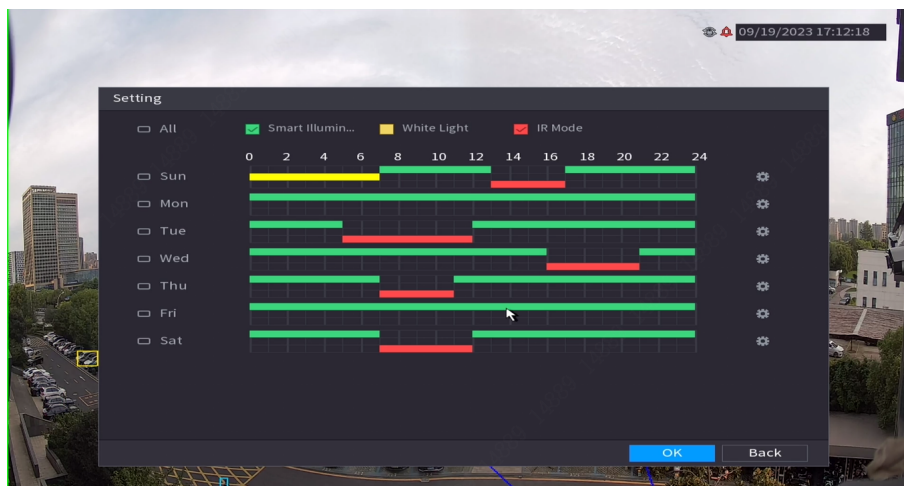 09/19/2023 17:12:18
Setting
All Smart Illumin... White Light IR Mode
0 2 4 6 8 10 12 14 16 18 20 22 24
Sun
Mon
Tue
Wed
Thu
Fri
Sat
OK Back